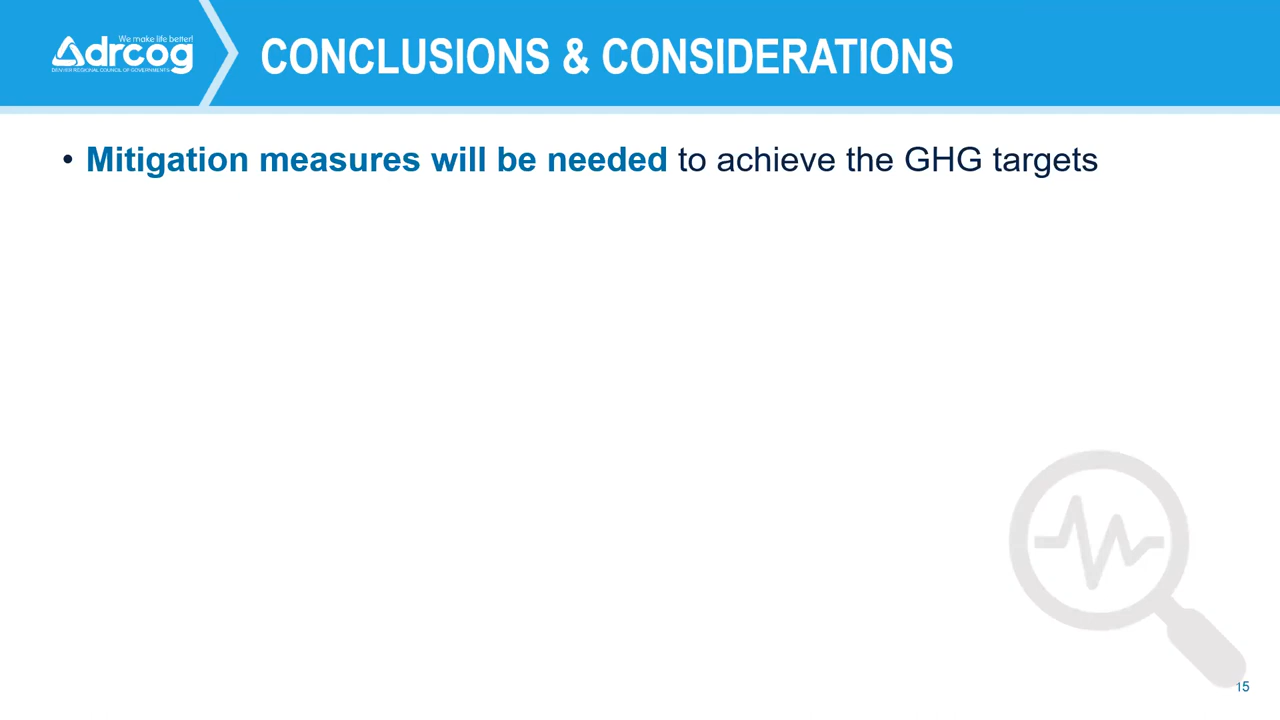 We make life better!
drcog
DENVER REGIONAL COUNCIL OF GOVERNMENTS
CONCLUSIONS & CONSIDERATIONS
• Mitigation measures will be needed to achieve the GHG targets
15